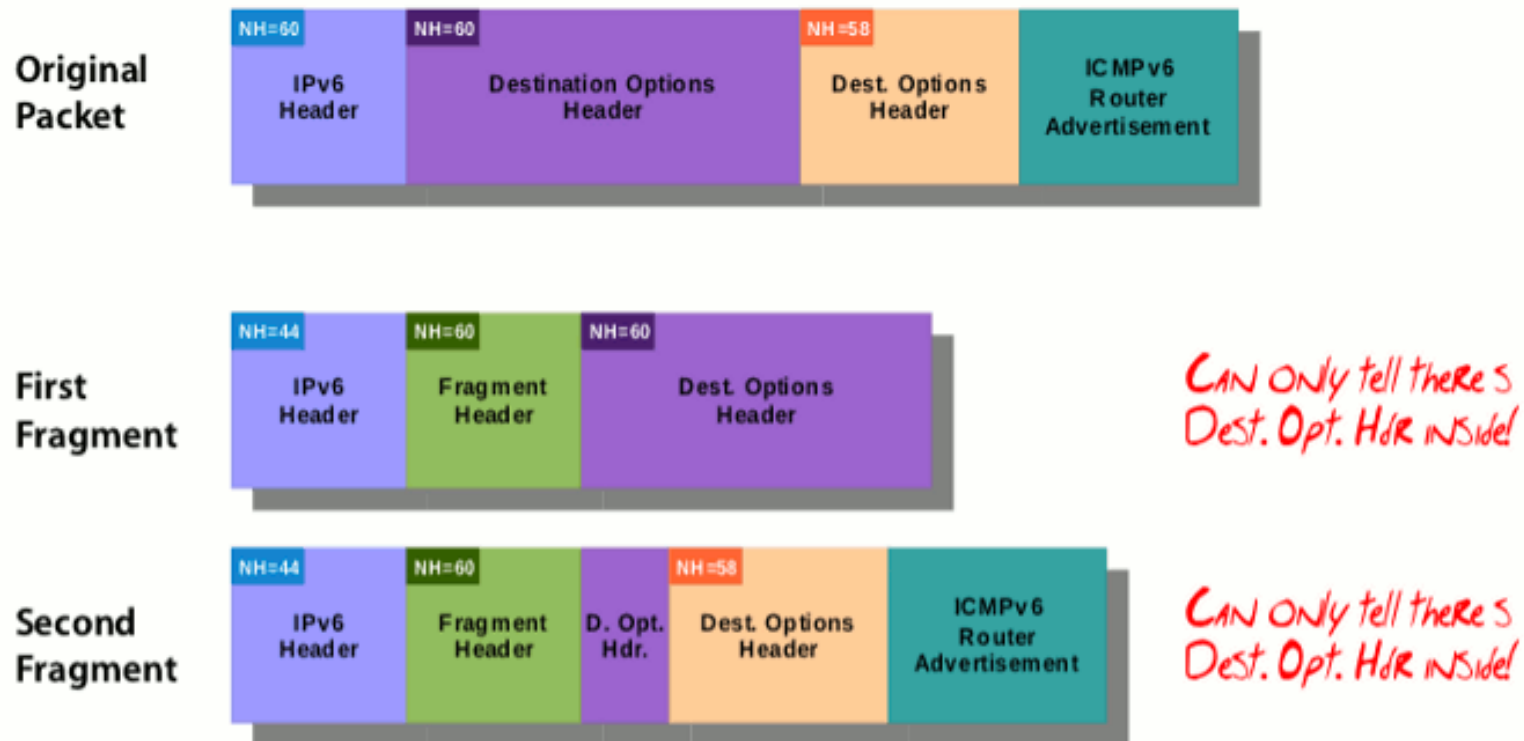 Original
Packet
NH=60
IPv6
Header
NH=60
Destination Options
Header
NH=58
Dest. Options
Header
ICMPv6
Router
Advertisement
First
Fragment
NH=44
IPv6
Header
NH=60
Fragment
Header
NH=60
Dest. Options
Header
CAN ONly tell theRe s
Dest. Opt. HdR iNSide!
Second
Fragment
NH=44
IPv6
Header
NH=60
Fragment
Header
D. Opt.
Hdr.
NH=58
Dest. Options
Header
ICMPv6
Router
Advertisement
CAN ONly tell theRe s
Dest. Opt. HdR iNSide!